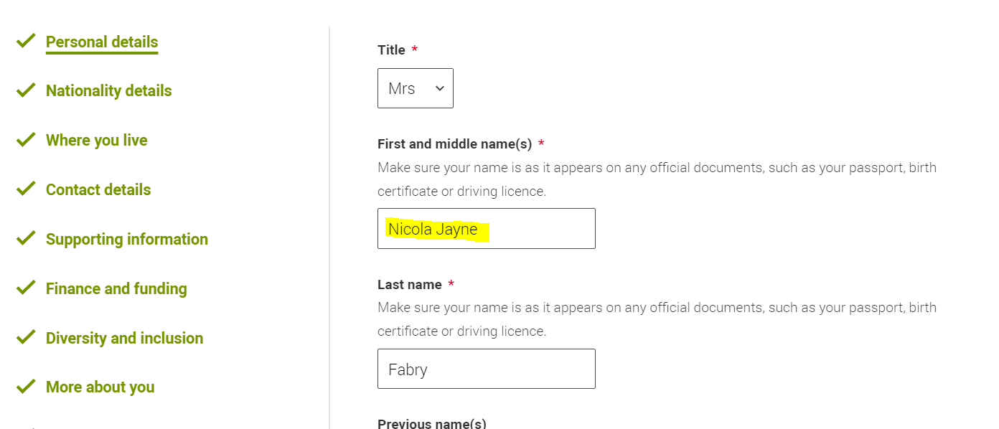 Personal details
Nationality details
Where you live
Contact details
Supporting information
Finance and funding
Diversity and inclusion
More about you
Title *
Mrs
First and middle name(s) *
Make sure your name is as it appears on any official documents, such as your passport, birth
certificate or driving licence.
Nicola Jayne
Last name *
Make sure your name is as it appears on any official documents, such as your passport, birth
certificate or driving licence.
Fabry
Previous name(s)